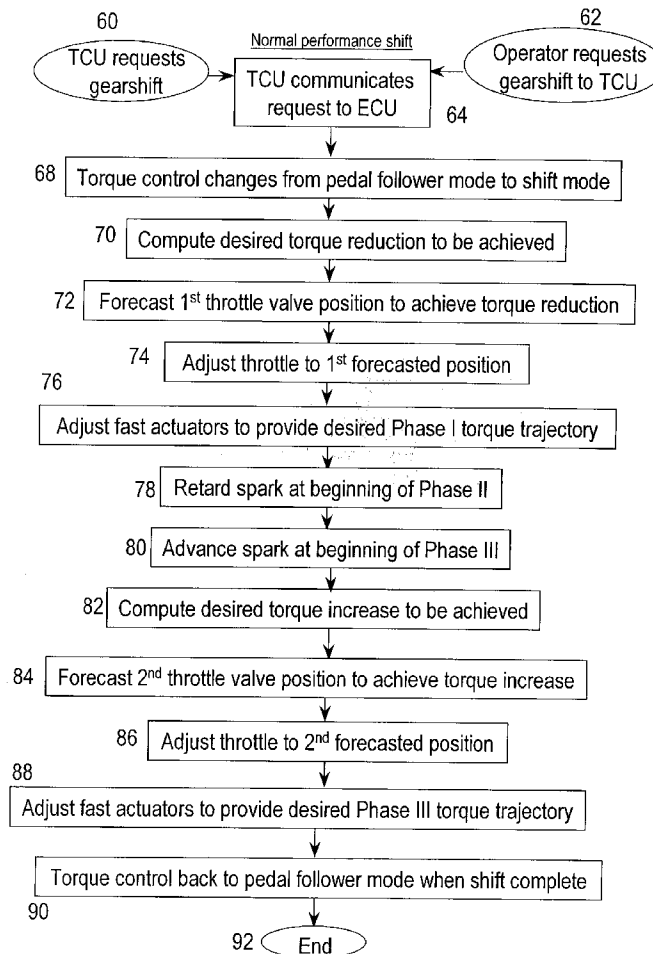 60
TCU requests
gearshift
Normal performance shift
TCU communicates
request to ECU
64
62
Operator requests
gearshift to TCU
68
Torque control changes from pedal follower mode to shift mode
70
Compute desired torque reduction to be achieved
72
Forecast 1st throttle valve position to achieve torque reduction
74
Adjust throttle to 1st forecasted position
76
Adjust fast actuators to provide desired Phase I torque trajectory
78
Retard spark at beginning of Phase II
80
Advance spark at beginning of Phase III
82
Compute desired torque increase to be achieved
84
Forecast 2nd throttle valve position to achieve torque increase
86
Adjust throttle to 2nd forecasted position
88
Adjust fast actuators to provide desired Phase III torque trajectory
Torque control back to pedal follower mode when shift complete
90
92
End